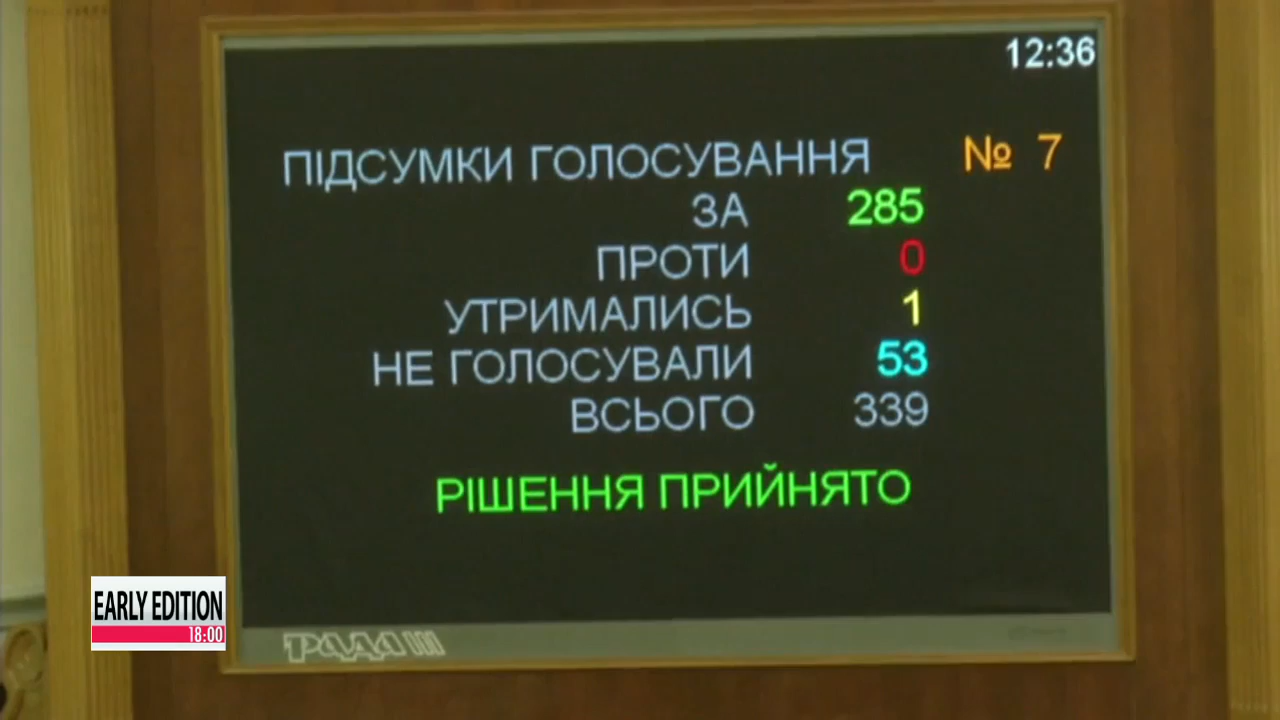 12:36
ПІДСУМКИ ГОЛОСУВАННЯ № 7
ЗА 285
ПРОТИ 0
УТРИМАЛИСЬ 1
НЕ ГОЛОСУВАЛИ 53
ВСЬОГО 339
РІШЕННЯ ПРИЙНЯТО
EARLY EDITION
18:00
РАДА III